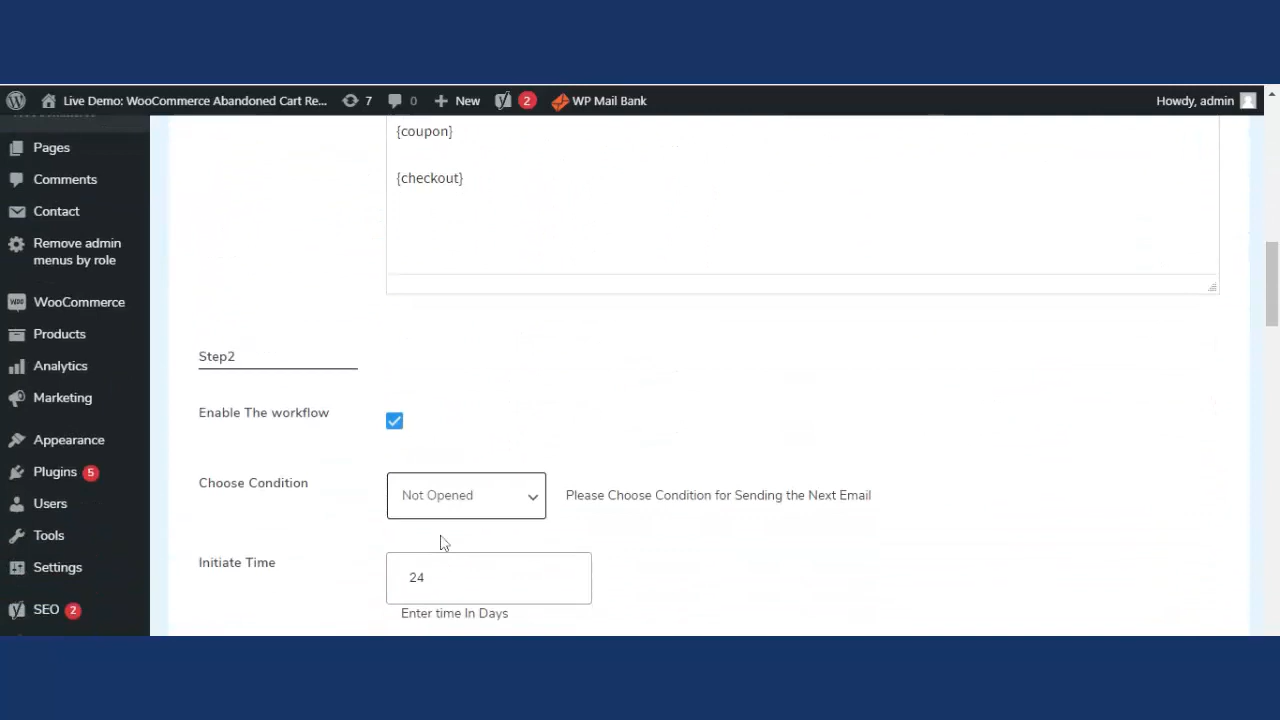 Live Demo: WooCommerce Abandoned Cart Re... 7 0 New 2 WP Mail Bank Howdy, admin
Pages
Comments
Contact
Remove admin
menus by role
WooCommerce
Products
Analytics
Marketing
Appearance
Plugins 5
Users
Tools
Settings
SEO 2
{coupon}
{checkout}
Step2
Enable The workflow
Choose Condition Not Opened Please Choose Condition for Sending the Next Email
Initiate Time 24
Enter time In Days